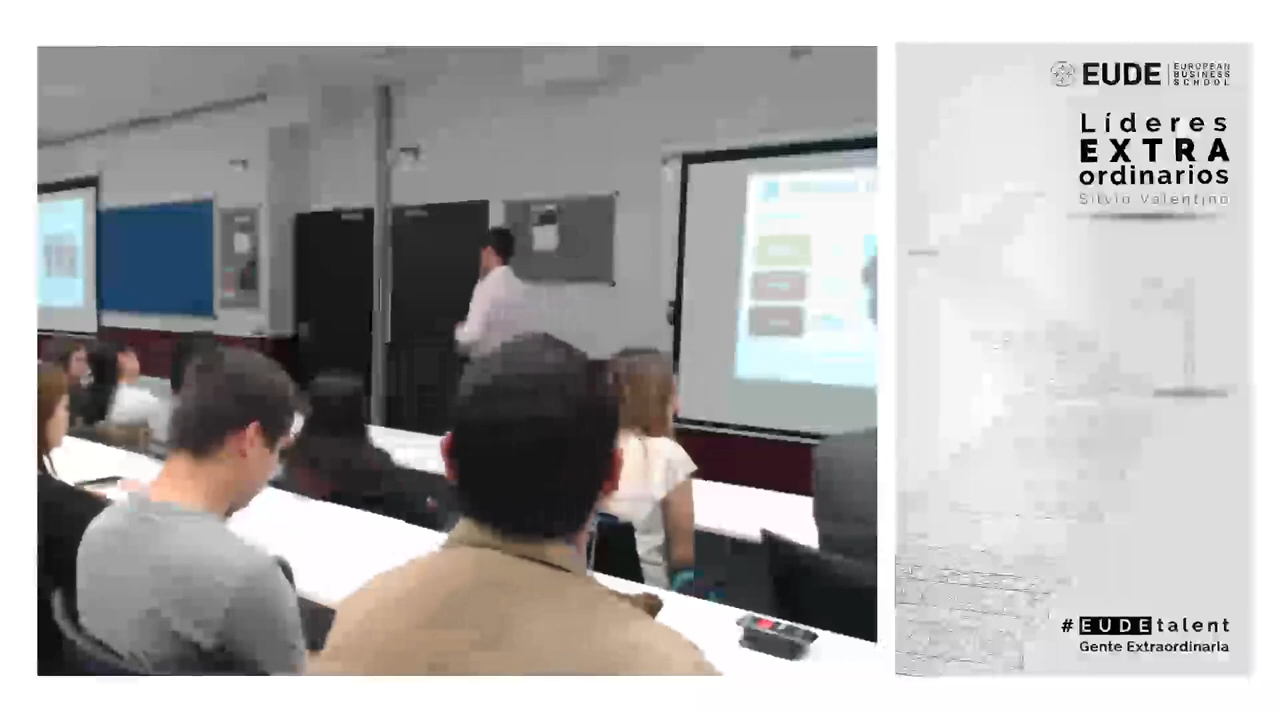 EUDE
EUROPEAN
BUSINESS
SCHOOL
Líderes
EXTRA
ordinarios
Silvio Valentino
#EUDEtalent
Gente Extraordinaria